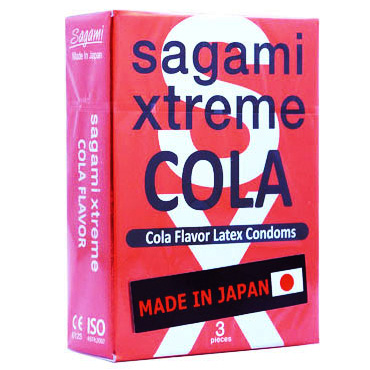 Sagami
Made in Japan
sagami xtreme
COLA FLAVOR
CE ISO
sagami
xtreme
COLA
Cola Flavor Latex Condoms
MADE IN JAPAN
3
pieces